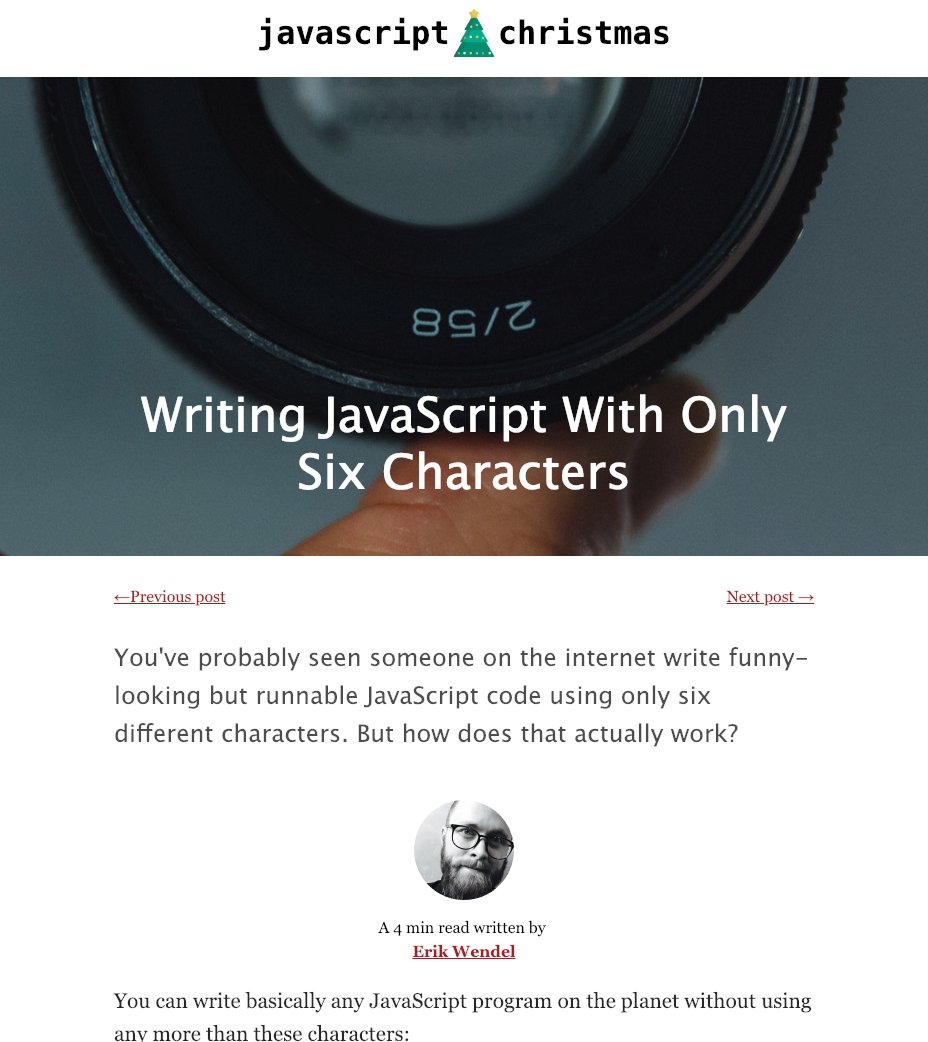 javascript christmas
2/58
Writing JavaScript With Only
Six Characters
←Previous post
Next post →
You've probably seen someone on the internet write funny-
looking but runnable JavaScript code using only six
different characters. But how does that actually work?
A 4 min read written by
Erik Wendel
You can write basically any JavaScript program on the planet without using
any more than these characters: